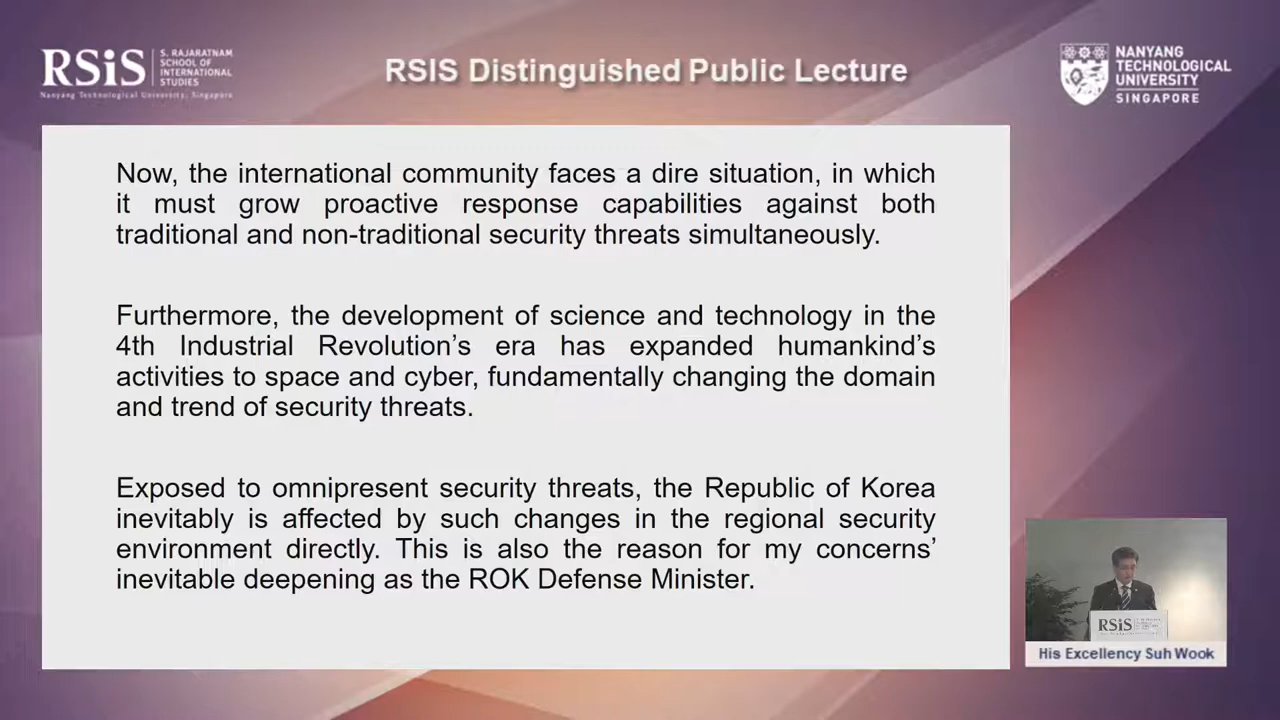 RSiS
S. RAJARATNAM
SCHOOL OF
INTERNATIONAL
STUDIES
Nanyang Technological University, Singapore
RSIS Distinguished Public Lecture
NANYANG
TECHNOLOGICAL
UNIVERSITY
SINGAPORE
Now, the international community faces a dire situation, in which
it must grow proactive response capabilities against both
traditional and non-traditional security threats simultaneously.
Furthermore, the development of science and technology in the
4th Industrial Revolution’s era has expanded humankind’s
activities to space and cyber, fundamentally changing the domain
and trend of security threats.
Exposed to omnipresent security threats, the Republic of Korea
inevitably is affected by such changes in the regional security
environment directly. This is also the reason for my concerns’
inevitable deepening as the ROK Defense Minister.
RSiS
His Excellency Suh Wook